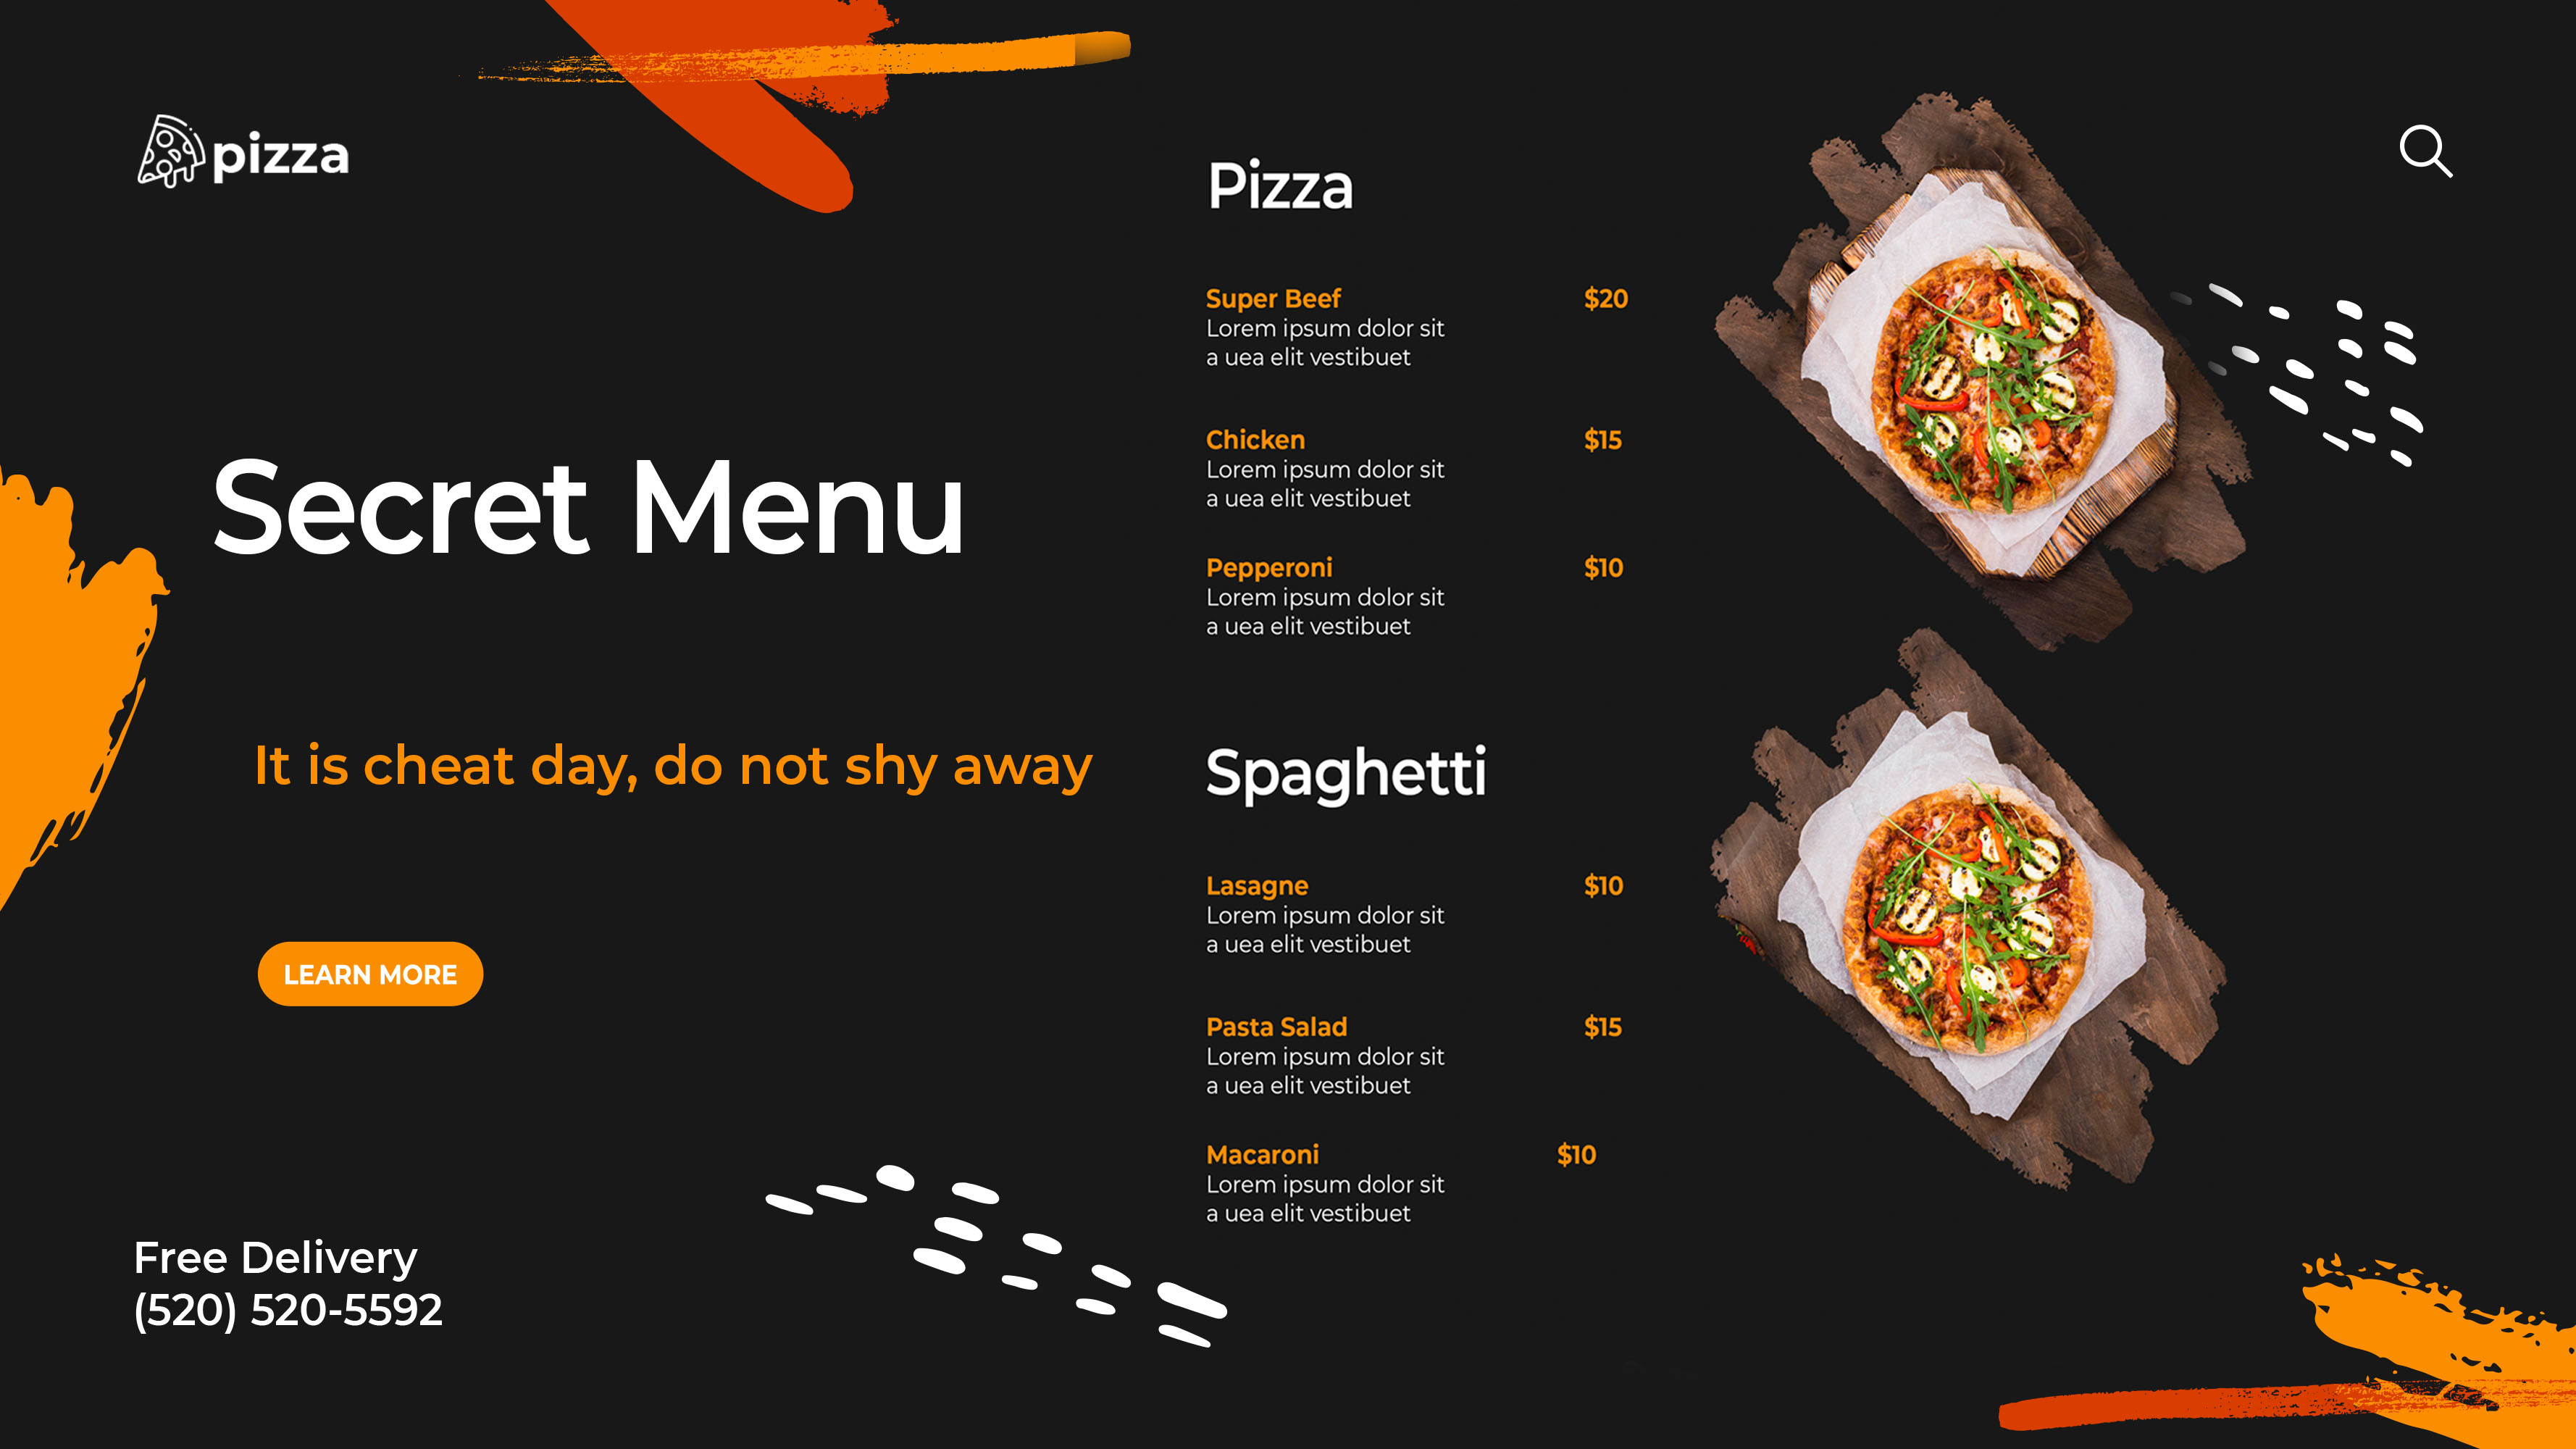 pizza
Secret Menu
It is cheat day, do not shy away
LEARN MORE
Free Delivery
(520) 520-5592
Pizza
Super Beef $20
Lorem ipsum dolor sit
a uea elit vestibuet
Chicken $15
Lorem ipsum dolor sit
a uea elit vestibuet
Pepperoni $10
Lorem ipsum dolor sit
a uea elit vestibuet
Spaghetti
Lasagne $10
Lorem ipsum dolor sit
a uea elit vestibuet
Pasta Salad $15
Lorem ipsum dolor sit
a uea elit vestibuet
Macaroni $10
Lorem ipsum dolor sit
a uea elit vestibuet